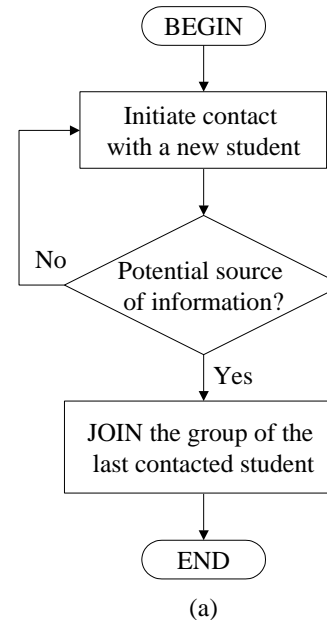 BEGIN
Initiate contact
with a new student
No
Potential source
of information?
Yes
JOIN the group of the
last contacted student
END
(a)